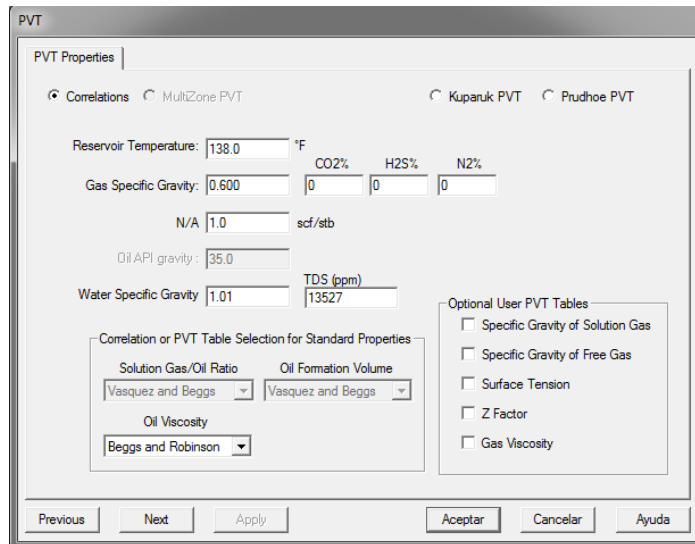 PVT
PVT Properties
Correlations MultiZone PVT Kuparuk PVT Prudhoe PVT
Reservoir Temperature: 138.0 °F
CO2% H2S% N2%
Gas Specific Gravity: 0.600 0 0 0
N/A 1.0 scf/stb
Oil API gravity : 35.0
TDS (ppm)
Water Specific Gravity 1.01 13527
Optional User PVT Tables
Specific Gravity of Solution Gas
Specific Gravity of Free Gas
Surface Tension
Z Factor
Gas Viscosity
Correlation or PVT Table Selection for Standard Properties
Solution Gas/Oil Ratio Oil Formation Volume
Vasquez and Beggs Vasquez and Beggs
Oil Viscosity
Beggs and Robinson
Previous Next Apply Aceptar Cancelar Ayuda